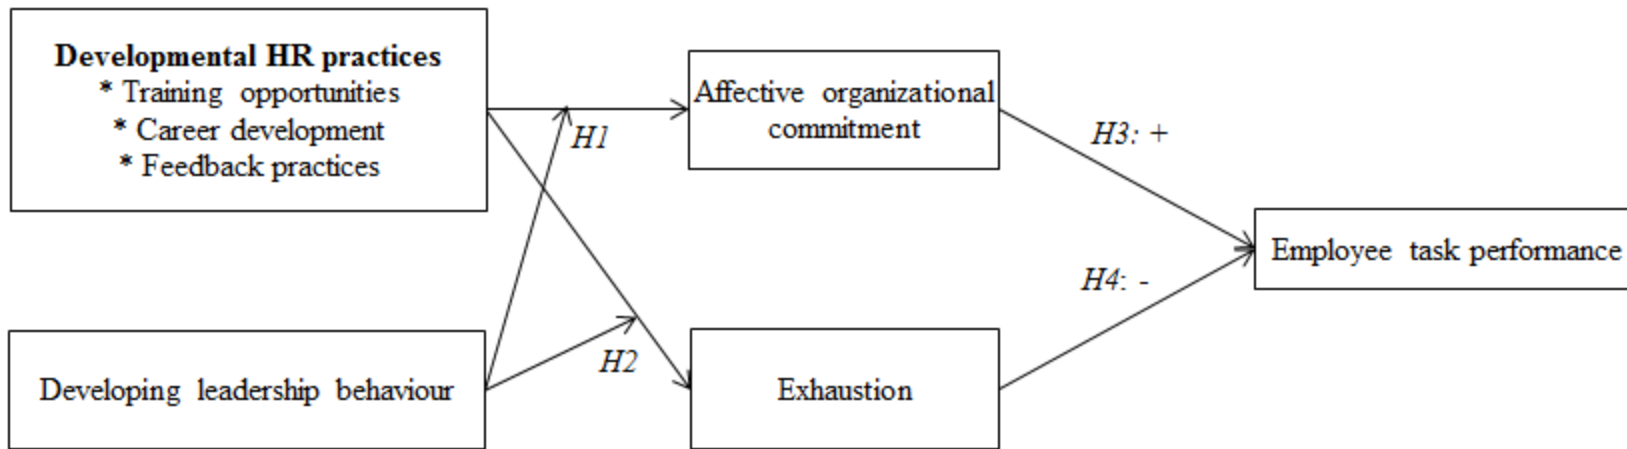 Developmental HR practices
* Training opportunities
* Career development
* Feedback practices
Affective organizational
commitment
H1
H3: +
Employee task performance
H4: -
H2
Developing leadership behaviour
Exhaustion